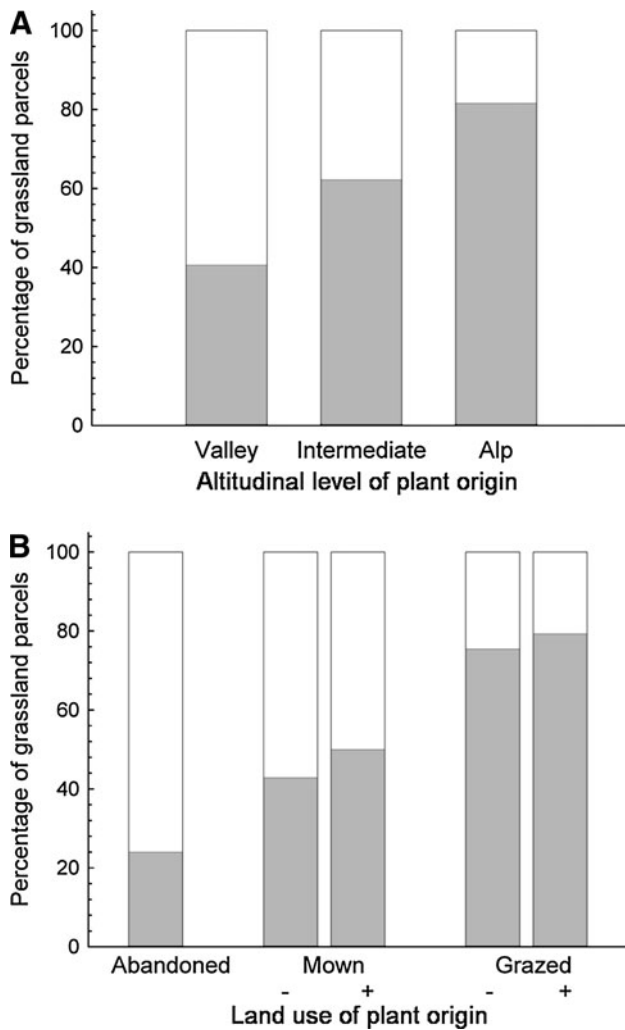 A
Percentage of grassland parcels
100
80
60
40
20
0
Valley Intermediate Alp
Altitudinal level of plant origin
B
Percentage of grassland parcels
100
80
60
40
20
0
Abandoned Mown Grazed
- + - +
Land use of plant origin